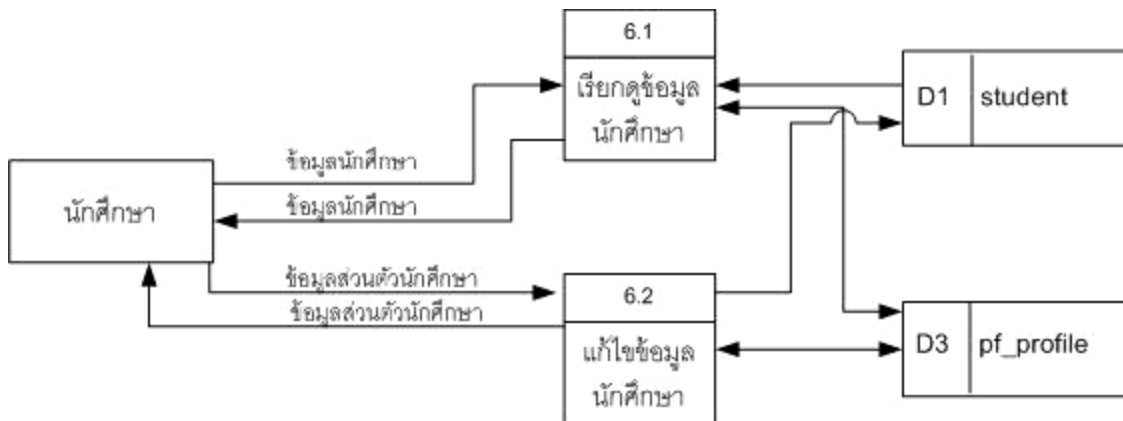 6.1
เรียกดูข้อมูล
นักศึกษา
D1 student
นักศึกษา
ข้อมูลนักศึกษา
ข้อมูลนักศึกษา
ข้อมูลส่วนตัวนักศึกษา
ข้อมูลส่วนตัวนักศึกษา
6.2
แก้ไขข้อมูล
นักศึกษา
D3 pf_profile